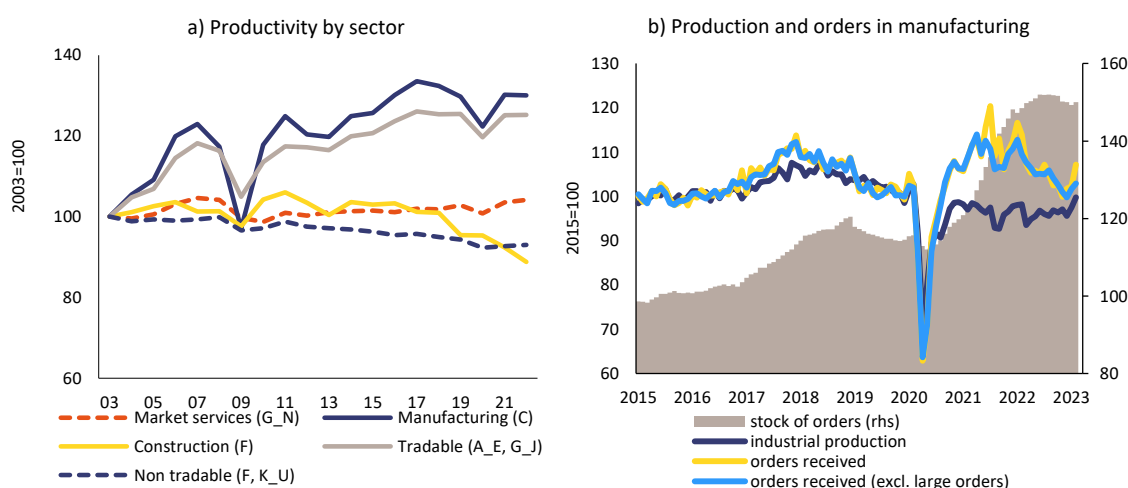 a) Productivity by sector
2003=100
140
120
100
80
60
03 05 07 09 11 13 15 17 19 21
Market services (G_N)
Manufacturing (C)
Construction (F)
Tradable (A_E, G_J)
Non tradable (F, K_U)
b) Production and orders in manufacturing
2015=100
130
120
110
100
90
80
70
60
160
140
120
100
80
2015 2016 2017 2018 2019 2020 2021 2022 2023
stock of orders (rhs)
industrial production
orders received
orders received (excl. large orders)